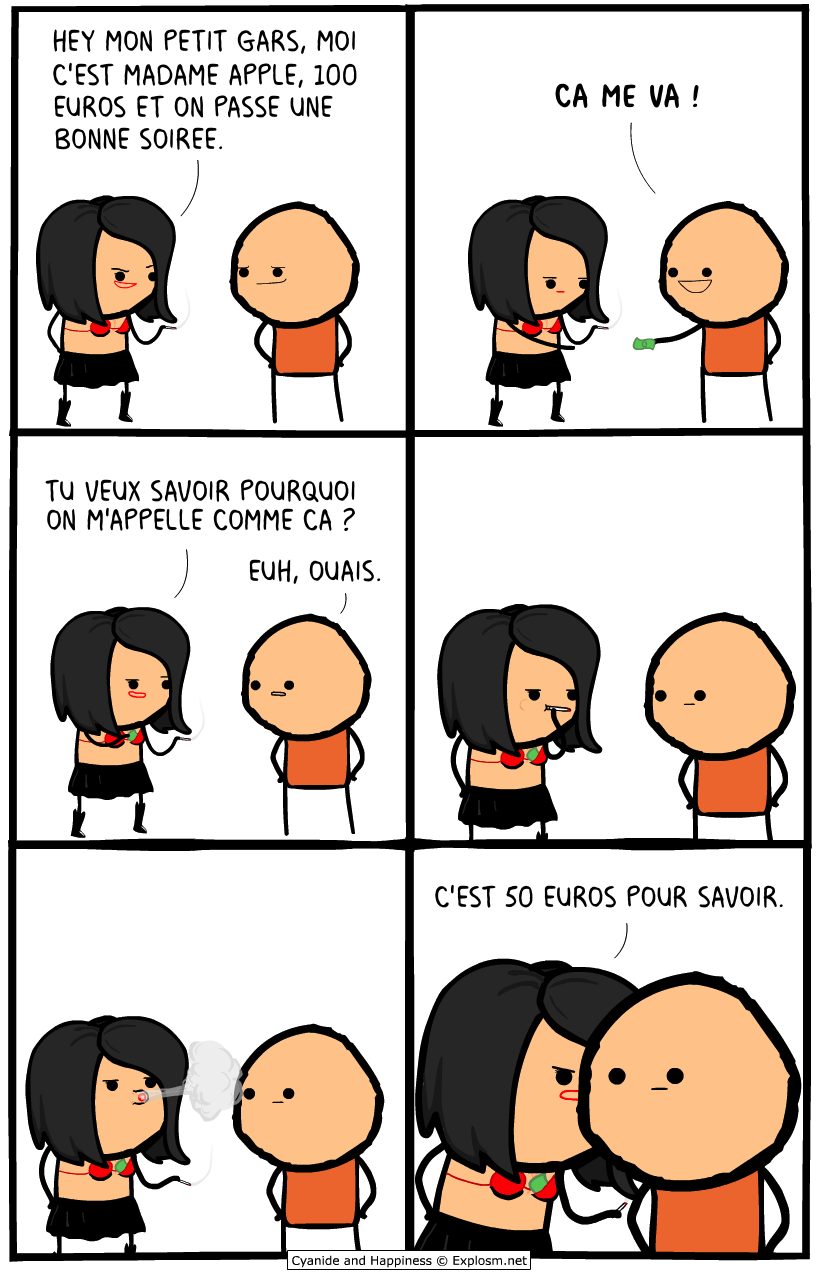 HEY MON PETIT GARS, MOI
C'EST MADAME APPLE, 100
EUROS ET ON PASSE UNE
BONNE SOIREE.
CA ME VA !
TU VEUX SAVOIR POURQUOI
ON M'APPELLE COMME CA ?
EUH, OUAIS.
C'EST 50 EUROS POUR SAVOIR.
Cyanide and Happiness © Explosm.net